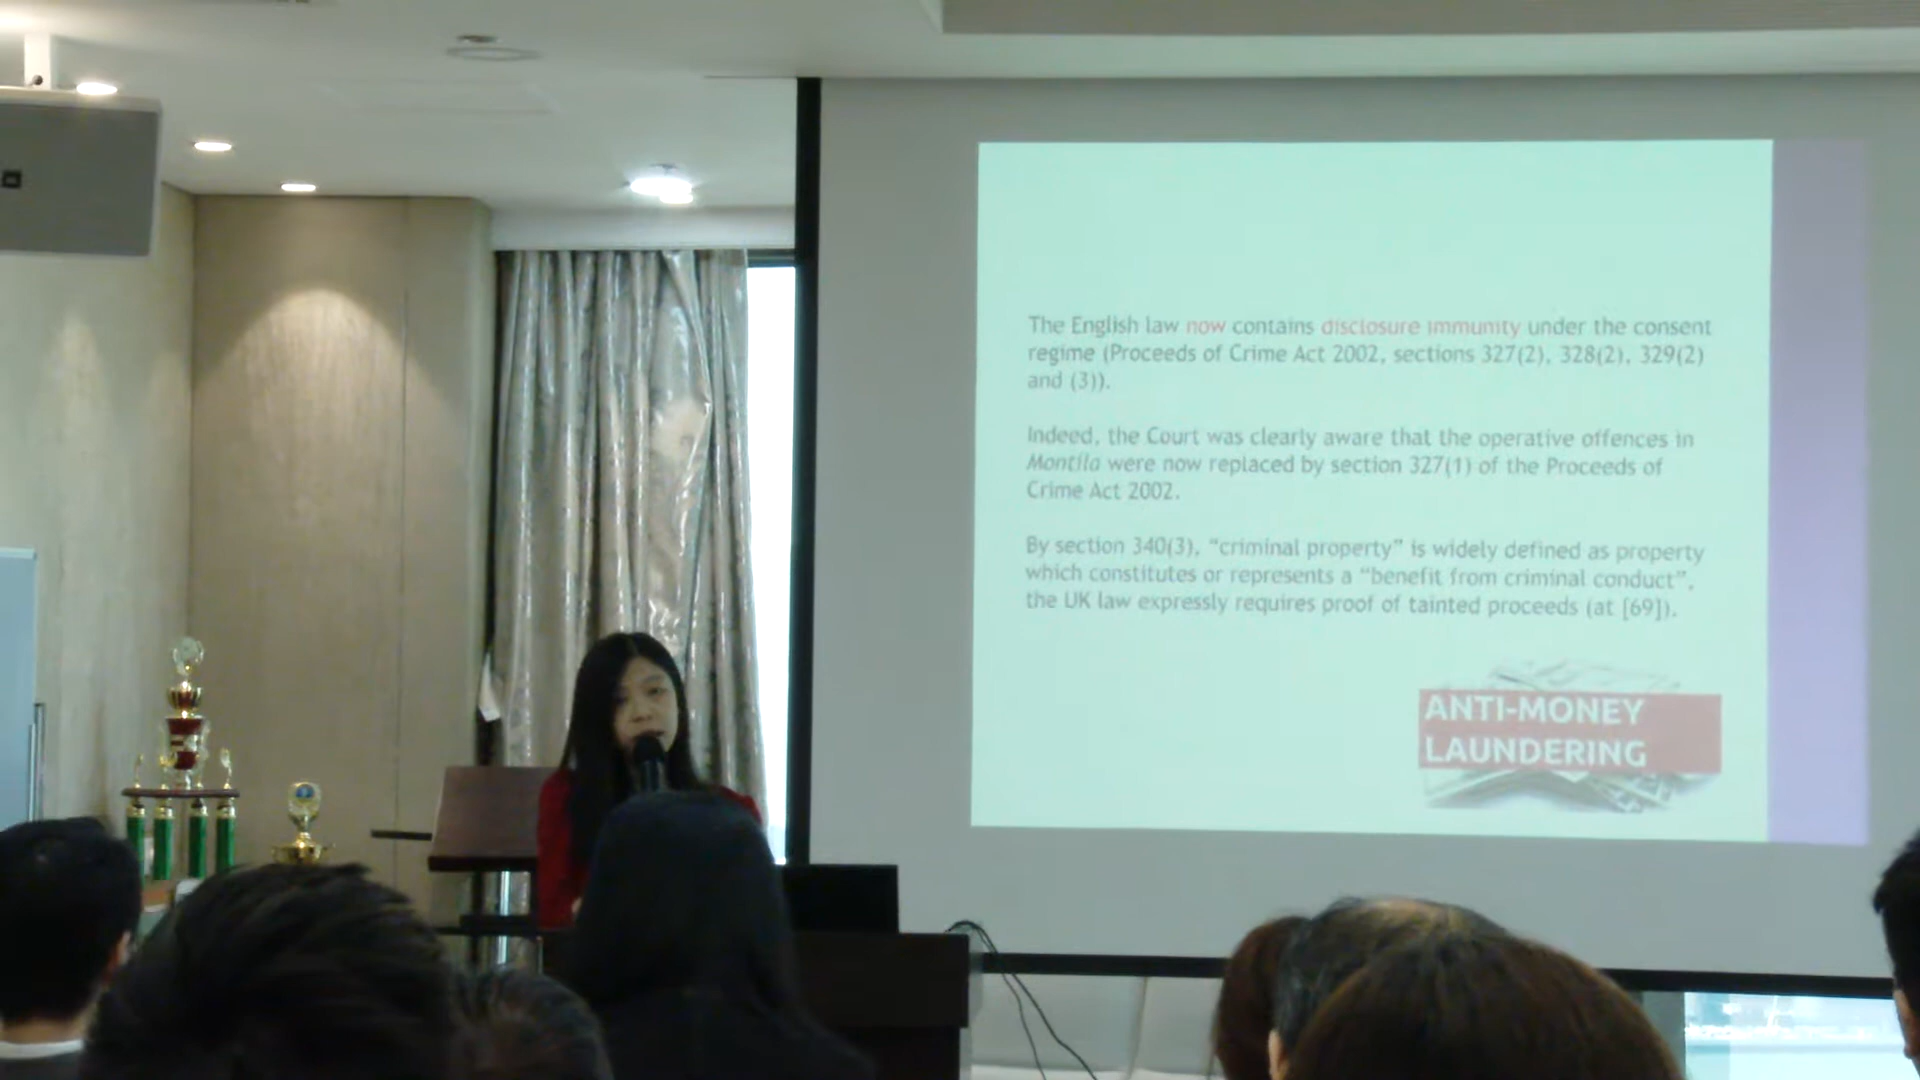 The English law now contains disclosure immunity under the consent
regime (Proceeds of Crime Act 2002, sections 327(2), 328(2), 329(2)
and (3)).
Indeed, the Court was clearly aware that the operative offences in
Montila were now replaced by section 327(1) of the Proceeds of
Crime Act 2002.
By section 340(3), “criminal property” is widely defined as property
which constitutes or represents a “benefit from criminal conduct”,
the UK law expressly requires proof of tainted proceeds (at [69]).
ANTI-MONEY
LAUNDERING